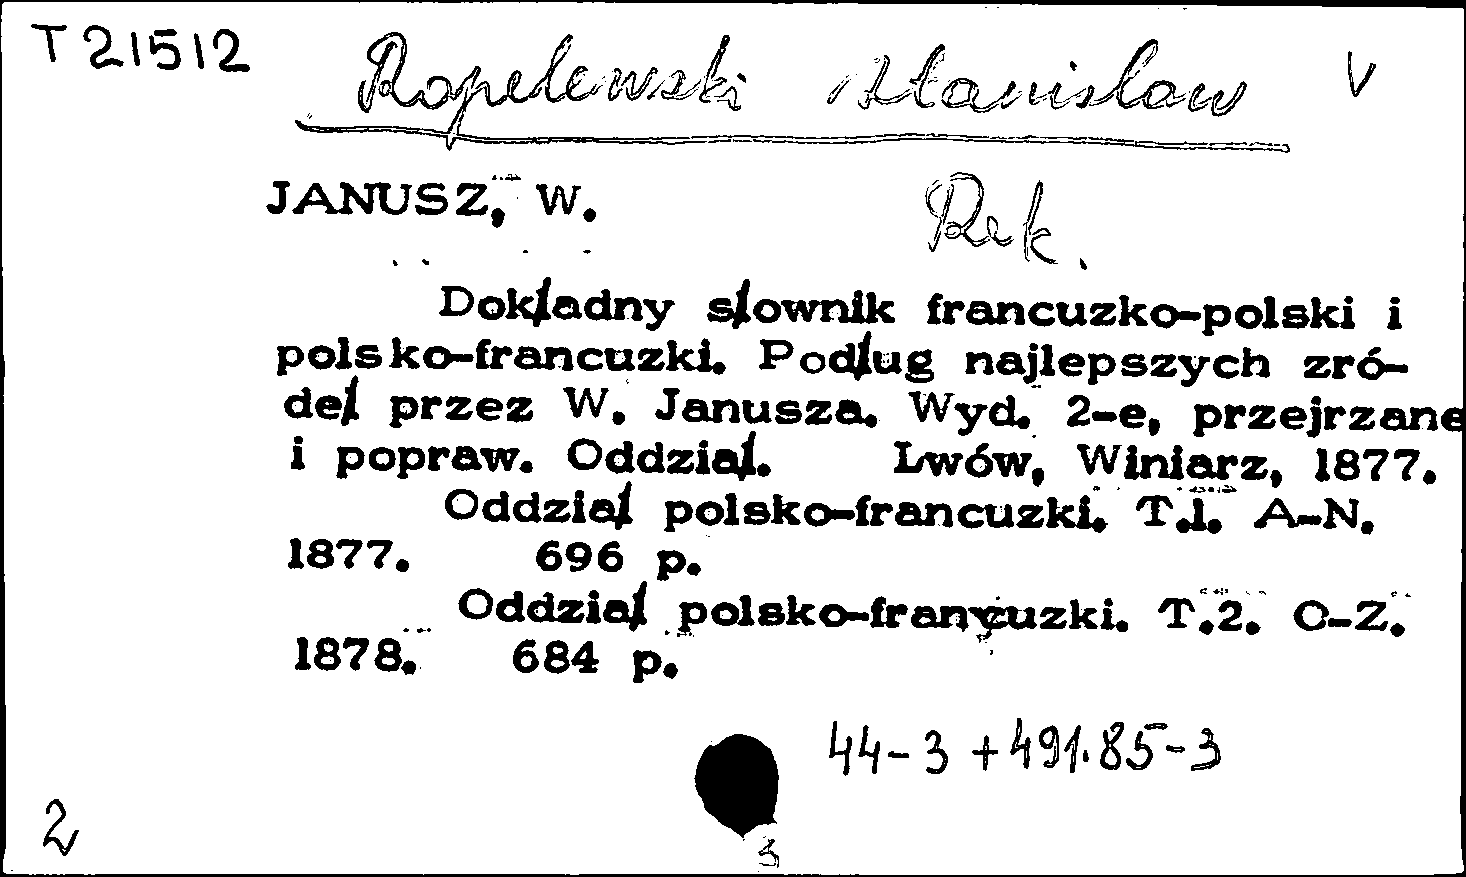 T 21512
Ropelewski Stanisław V
JANUSZ, W.
Rek.
Dokładny słownik francuzko-polski i
polsko-francuzki. Podług najlepszych zró-
deł przez W. Janusza. Wyd. 2-e, przejrzane
i popraw. Oddział. Lwów, Winiarz, 1877.
Oddział polsko-francuzki. T.1. A-N.
1877. 696 p.
Oddział polsko-francuzki. T.2. O-Z.
1878. 684 p.
44-3 + 491.85-3
2
3